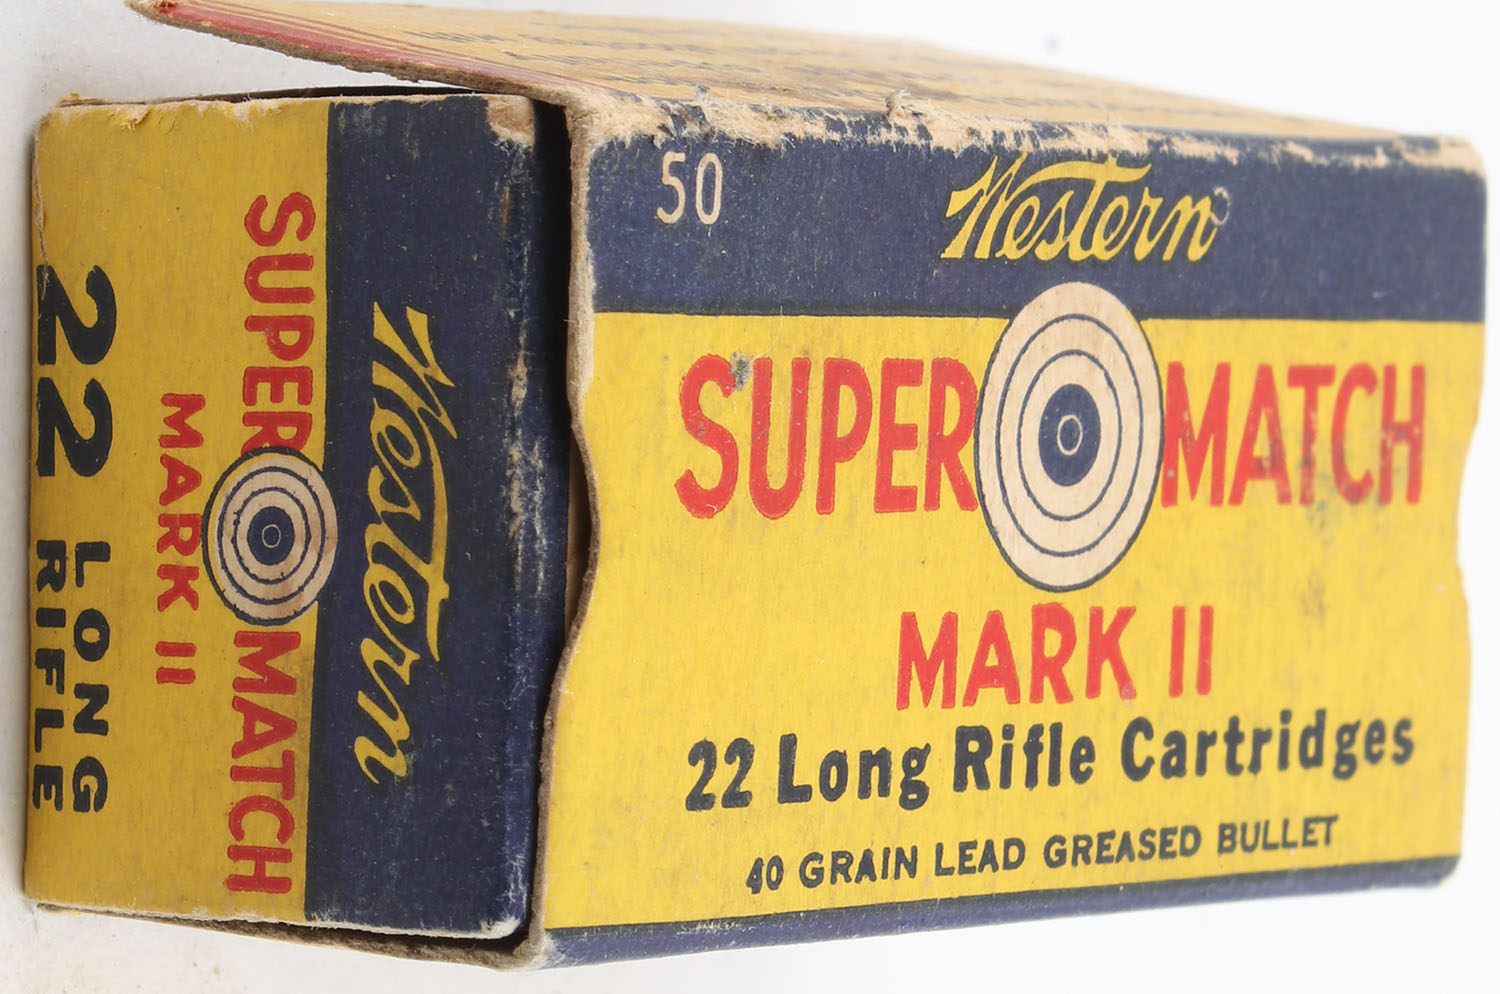 50
Western
SUPER MATCH
MARK II
22 Long Rifle Cartridges
40 GRAIN LEAD GREASED BULLET
Western
SUPER MATCH
MARK II
22 LONG
RIFLE